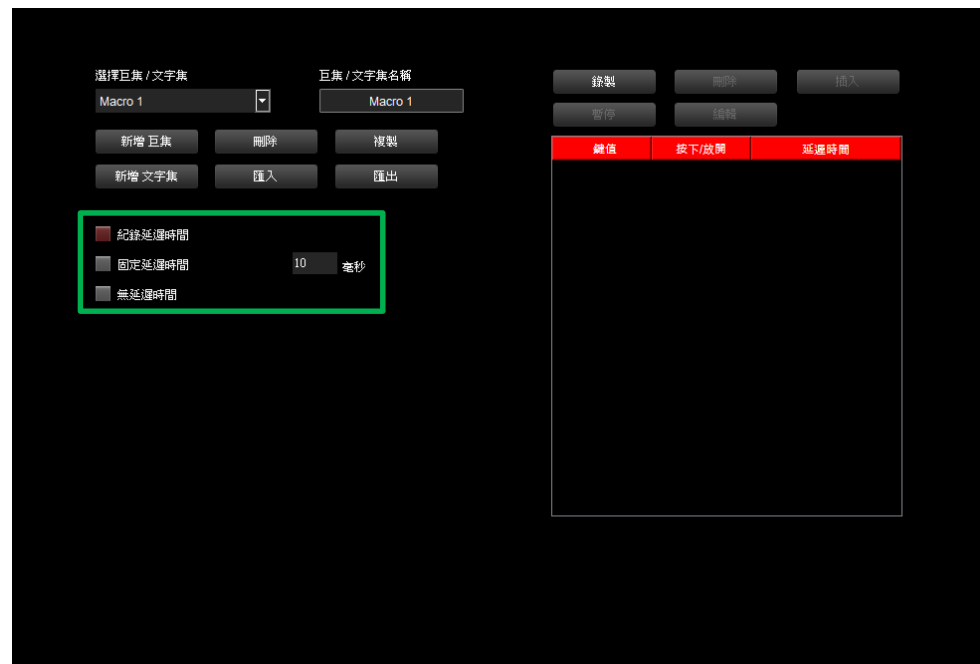 選擇巨集 / 文字集
巨集 / 文字集名稱
Macro 1
Macro 1
新增 巨集
刪除
複製
新增 文字集
匯入
匯出
紀錄延遲時間
固定延遲時間
10
毫秒
無延遲時間
錄製
刪除
插入
暫停
編輯
鍵值
按下/放開
延遲時間